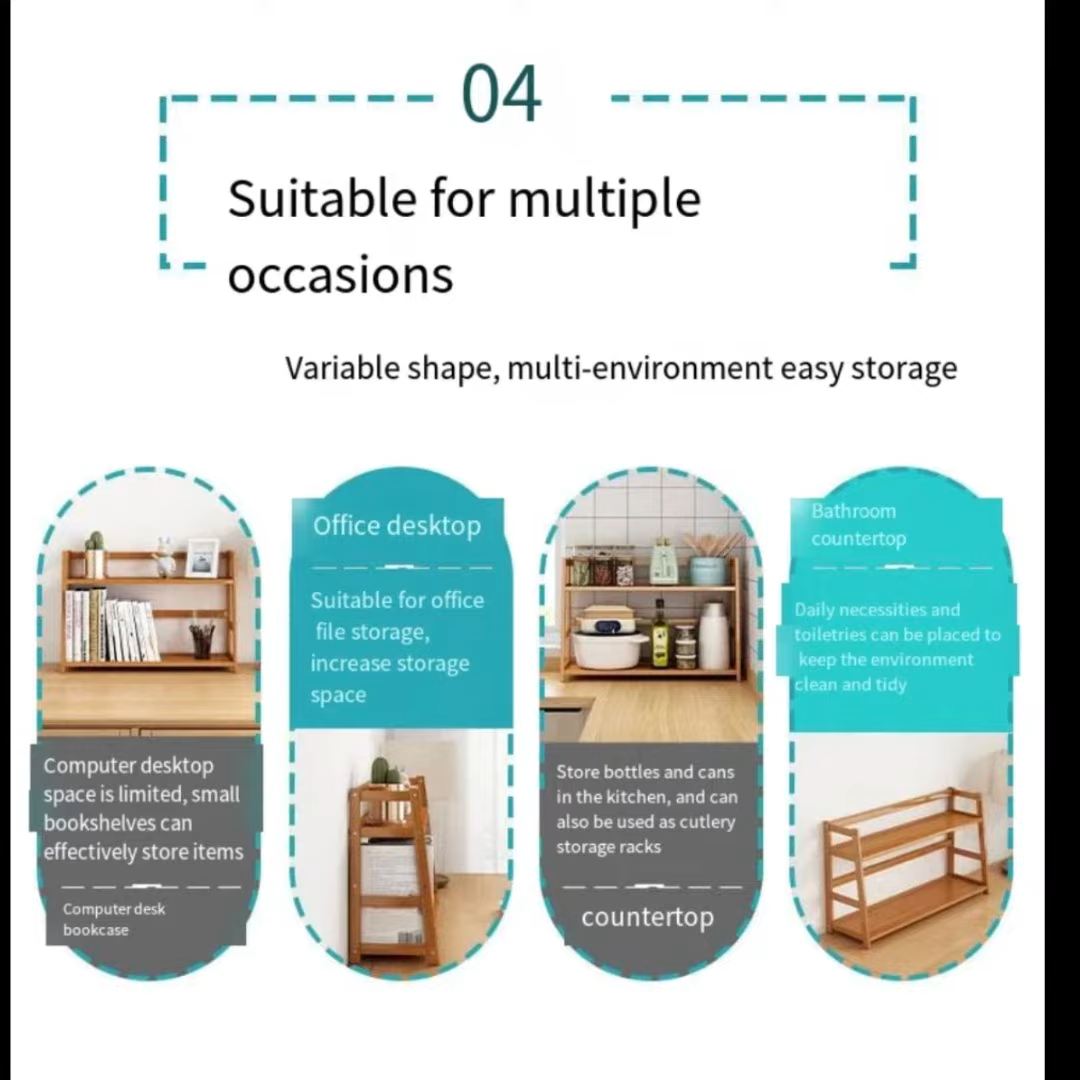 04
Suitable for multiple
occasions
Variable shape, multi-environment easy storage
Computer desktop
space is limited, small
bookshelves can
effectively store items
Computer desk
bookcase
Office desktop
Suitable for office
file storage,
increase storage
space
Store bottles and cans
in the kitchen, and can
also be used as cutlery
storage racks
countertop
Bathroom
countertop
Daily necessities and
toiletries can be placed to
keep the environment
clean and tidy